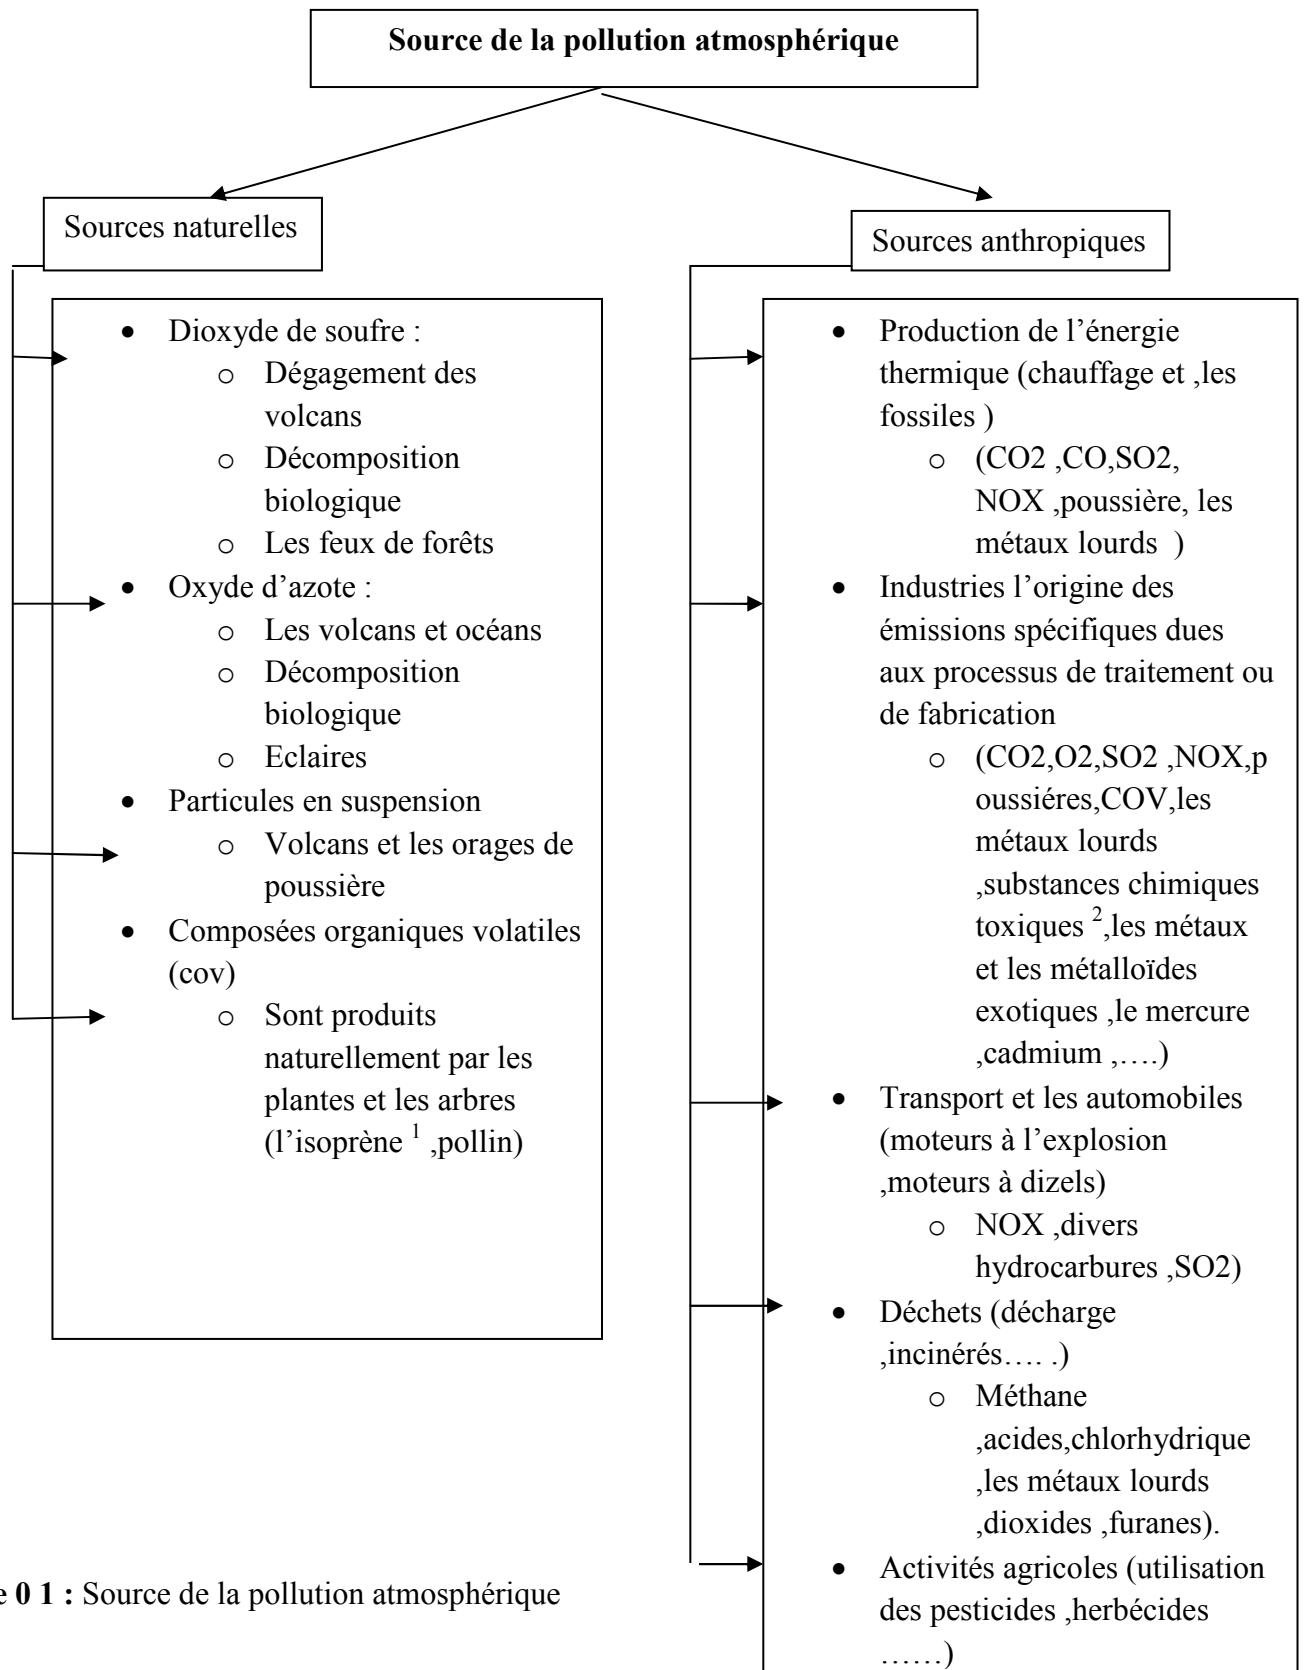 Source de la pollution atmosphérique
Sources naturelles
• Dioxyde de soufre :
o Dégagement des
volcans
o Décomposition
biologique
o Les feux de forêts
• Oxyde d’azote :
o Les volcans et océans
o Décomposition
biologique
o Eclaires
• Particules en suspension
o Volcans et les orages de
poussière
• Composées organiques volatiles
(cov)
o Sont produits
naturellement par les
plantes et les arbres
(l’isoprène ¹ ,pollin)
Sources anthropiques
• Production de l’énergie
thermique (chauffage et ,les
fossiles )
o (CO2 ,CO,SO2,
NOX ,poussière, les
métaux lourds )
• Industries l’origine des
émissions spécifiques dues
aux processus de traitement ou
de fabrication
o (CO2,O2,SO2 ,NOX,p
oussiéres,COV,les
métaux lourds
,substances chimiques
toxiques ²,les métaux
et les métalloïdes
exotiques ,le mercure
,cadmium ,….)
• Transport et les automobiles
(moteurs à l’explosion
,moteurs à dizels)
o NOX ,divers
hydrocarbures ,SO2)
• Déchets (décharge
,incinérés…. .)
o Méthane
,acides,chlorhydrique
,les métaux lourds
,dioxides ,furanes).
• Activités agricoles (utilisation
des pesticides ,herbécides
……)
e 0 1 : Source de la pollution atmosphérique